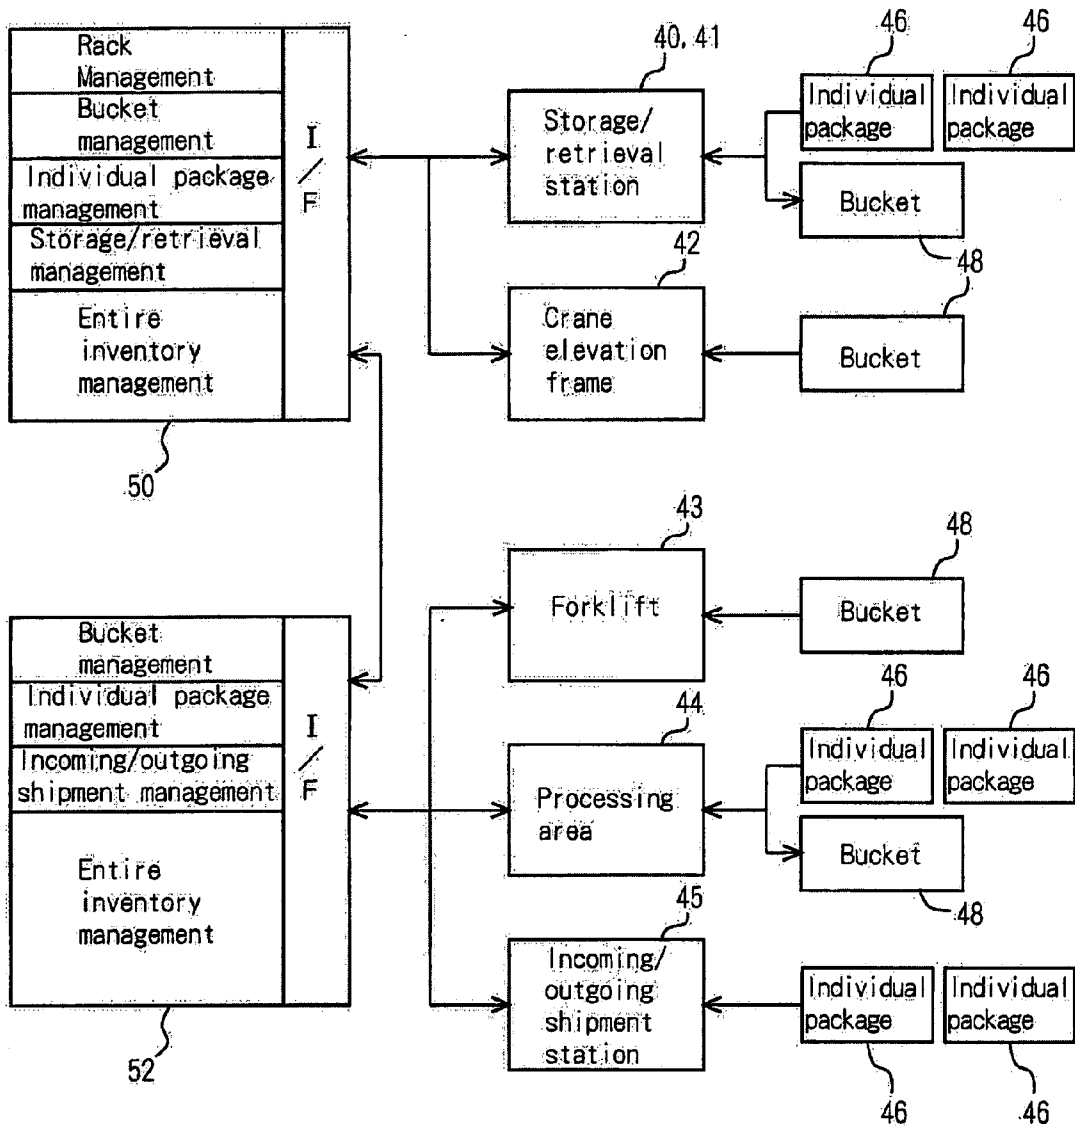 Rack
Management
Bucket
management
Individual package
management
Storage/retrieval
management
Entire
inventory
management
I
/
F
50
40, 41
Storage/
retrieval
station
46
46
Individual
package
Individual
package
Bucket
48
42
Crane
elevation
frame
48
Bucket
43
Forklift
48
Bucket
Bucket
management
Individual package
management
Incoming/outgoing
shipment management
Entire
inventory
management
I
/
F
52
44
Processing
area
46
46
Individual
package
Individual
package
Bucket
48
45
Incoming/
outgoing
shipment
station
Individual
package
Individual
package
46
46